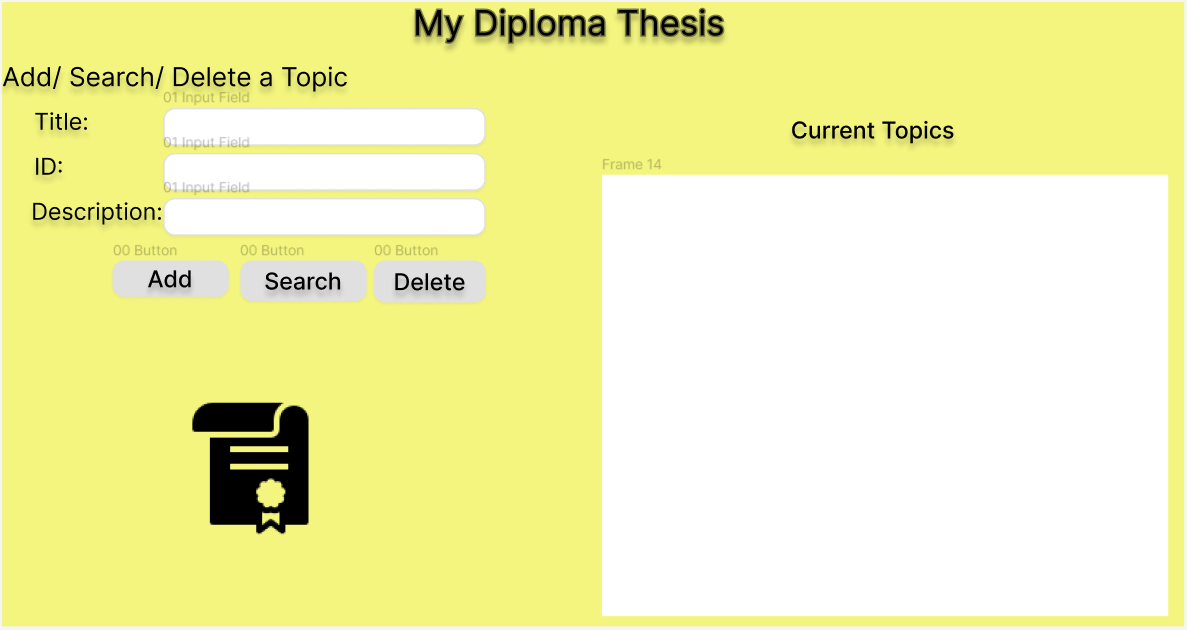 My Diploma Thesis
Add/ Search/ Delete a Topic
01 Input Field
Title:
01 Input Field
ID:
01 Input Field
Description:
00 Button
00 Button
00 Button
Add
Search
Delete
Current Topics
Frame 14